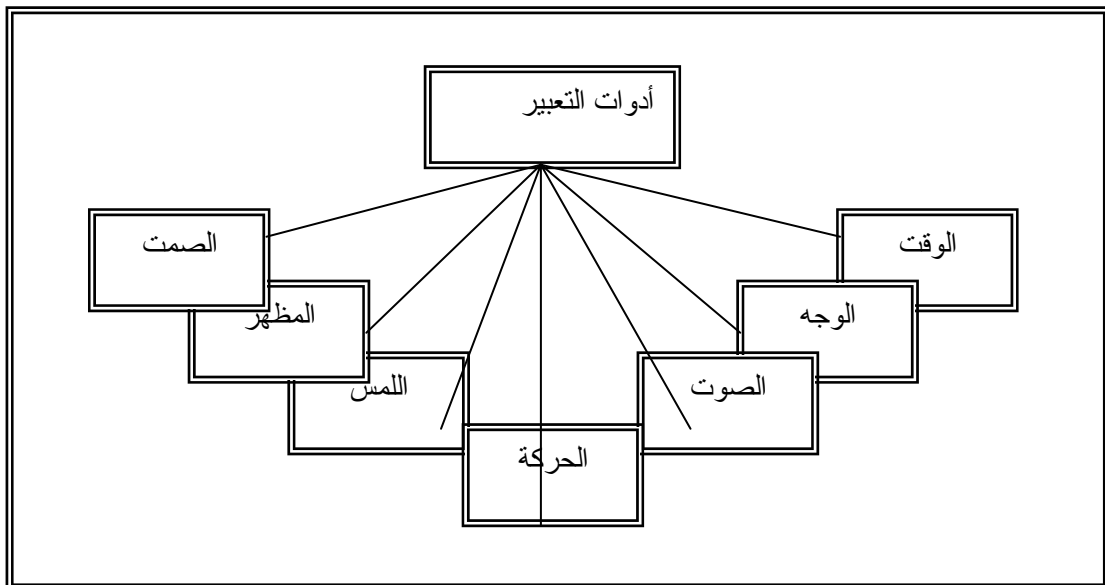 أدوات التعبير
الوقت
الصمت
الوجه
المظهر
الصوت
اللمس
الحركة